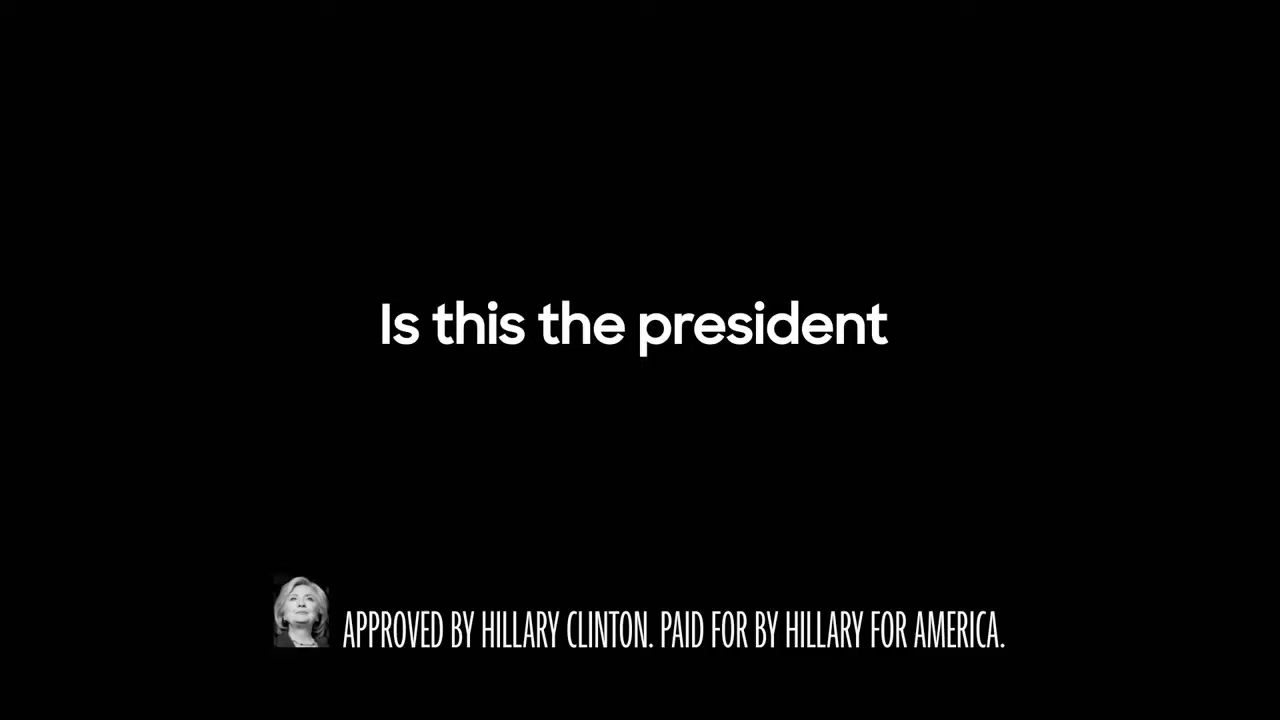 Is this the president
APPROVED BY HILLARY CLINTON. PAID FOR BY HILLARY FOR AMERICA.